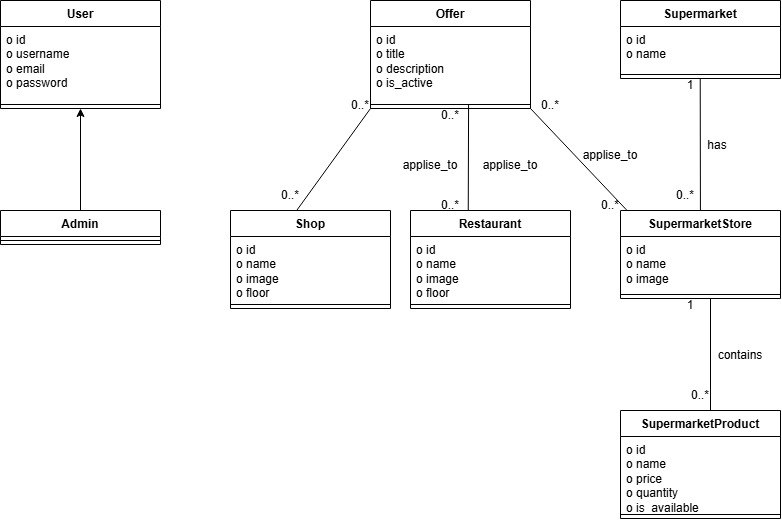 User
o id
o username
o email
o password
Offer
o id
o title
o description
o is_active
Supermarket
o id
o name
0..*
0..*
0..*
1
applise_to
applise_to
applise_to
has
0..*
0..*
0..*
0..*
Admin
Shop
o id
o name
o image
o floor
Restaurant
o id
o name
o image
o floor
SupermarketStore
o id
o name
o image
1
contains
0..*
SupermarketProduct
o id
o name
o price
o quantity
o is_available